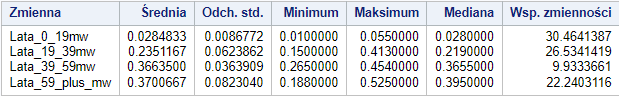 Zmienna Średnia Odch. std. Minimum Maksimum Mediana Wsp. zmienności
Lata_0_19mw 0.0284833 0.0086772 0.0100000 0.0550000 0.0280000 30.4641387
Lata_19_39mw 0.2351167 0.0623862 0.1500000 0.4130000 0.2190000 26.5341419
Lata_39_59mw 0.3663500 0.0363909 0.2650000 0.4540000 0.3655000 9.9333661
Lata_59_plus_mw 0.3700667 0.0823040 0.1880000 0.5250000 0.3950000 22.2403116